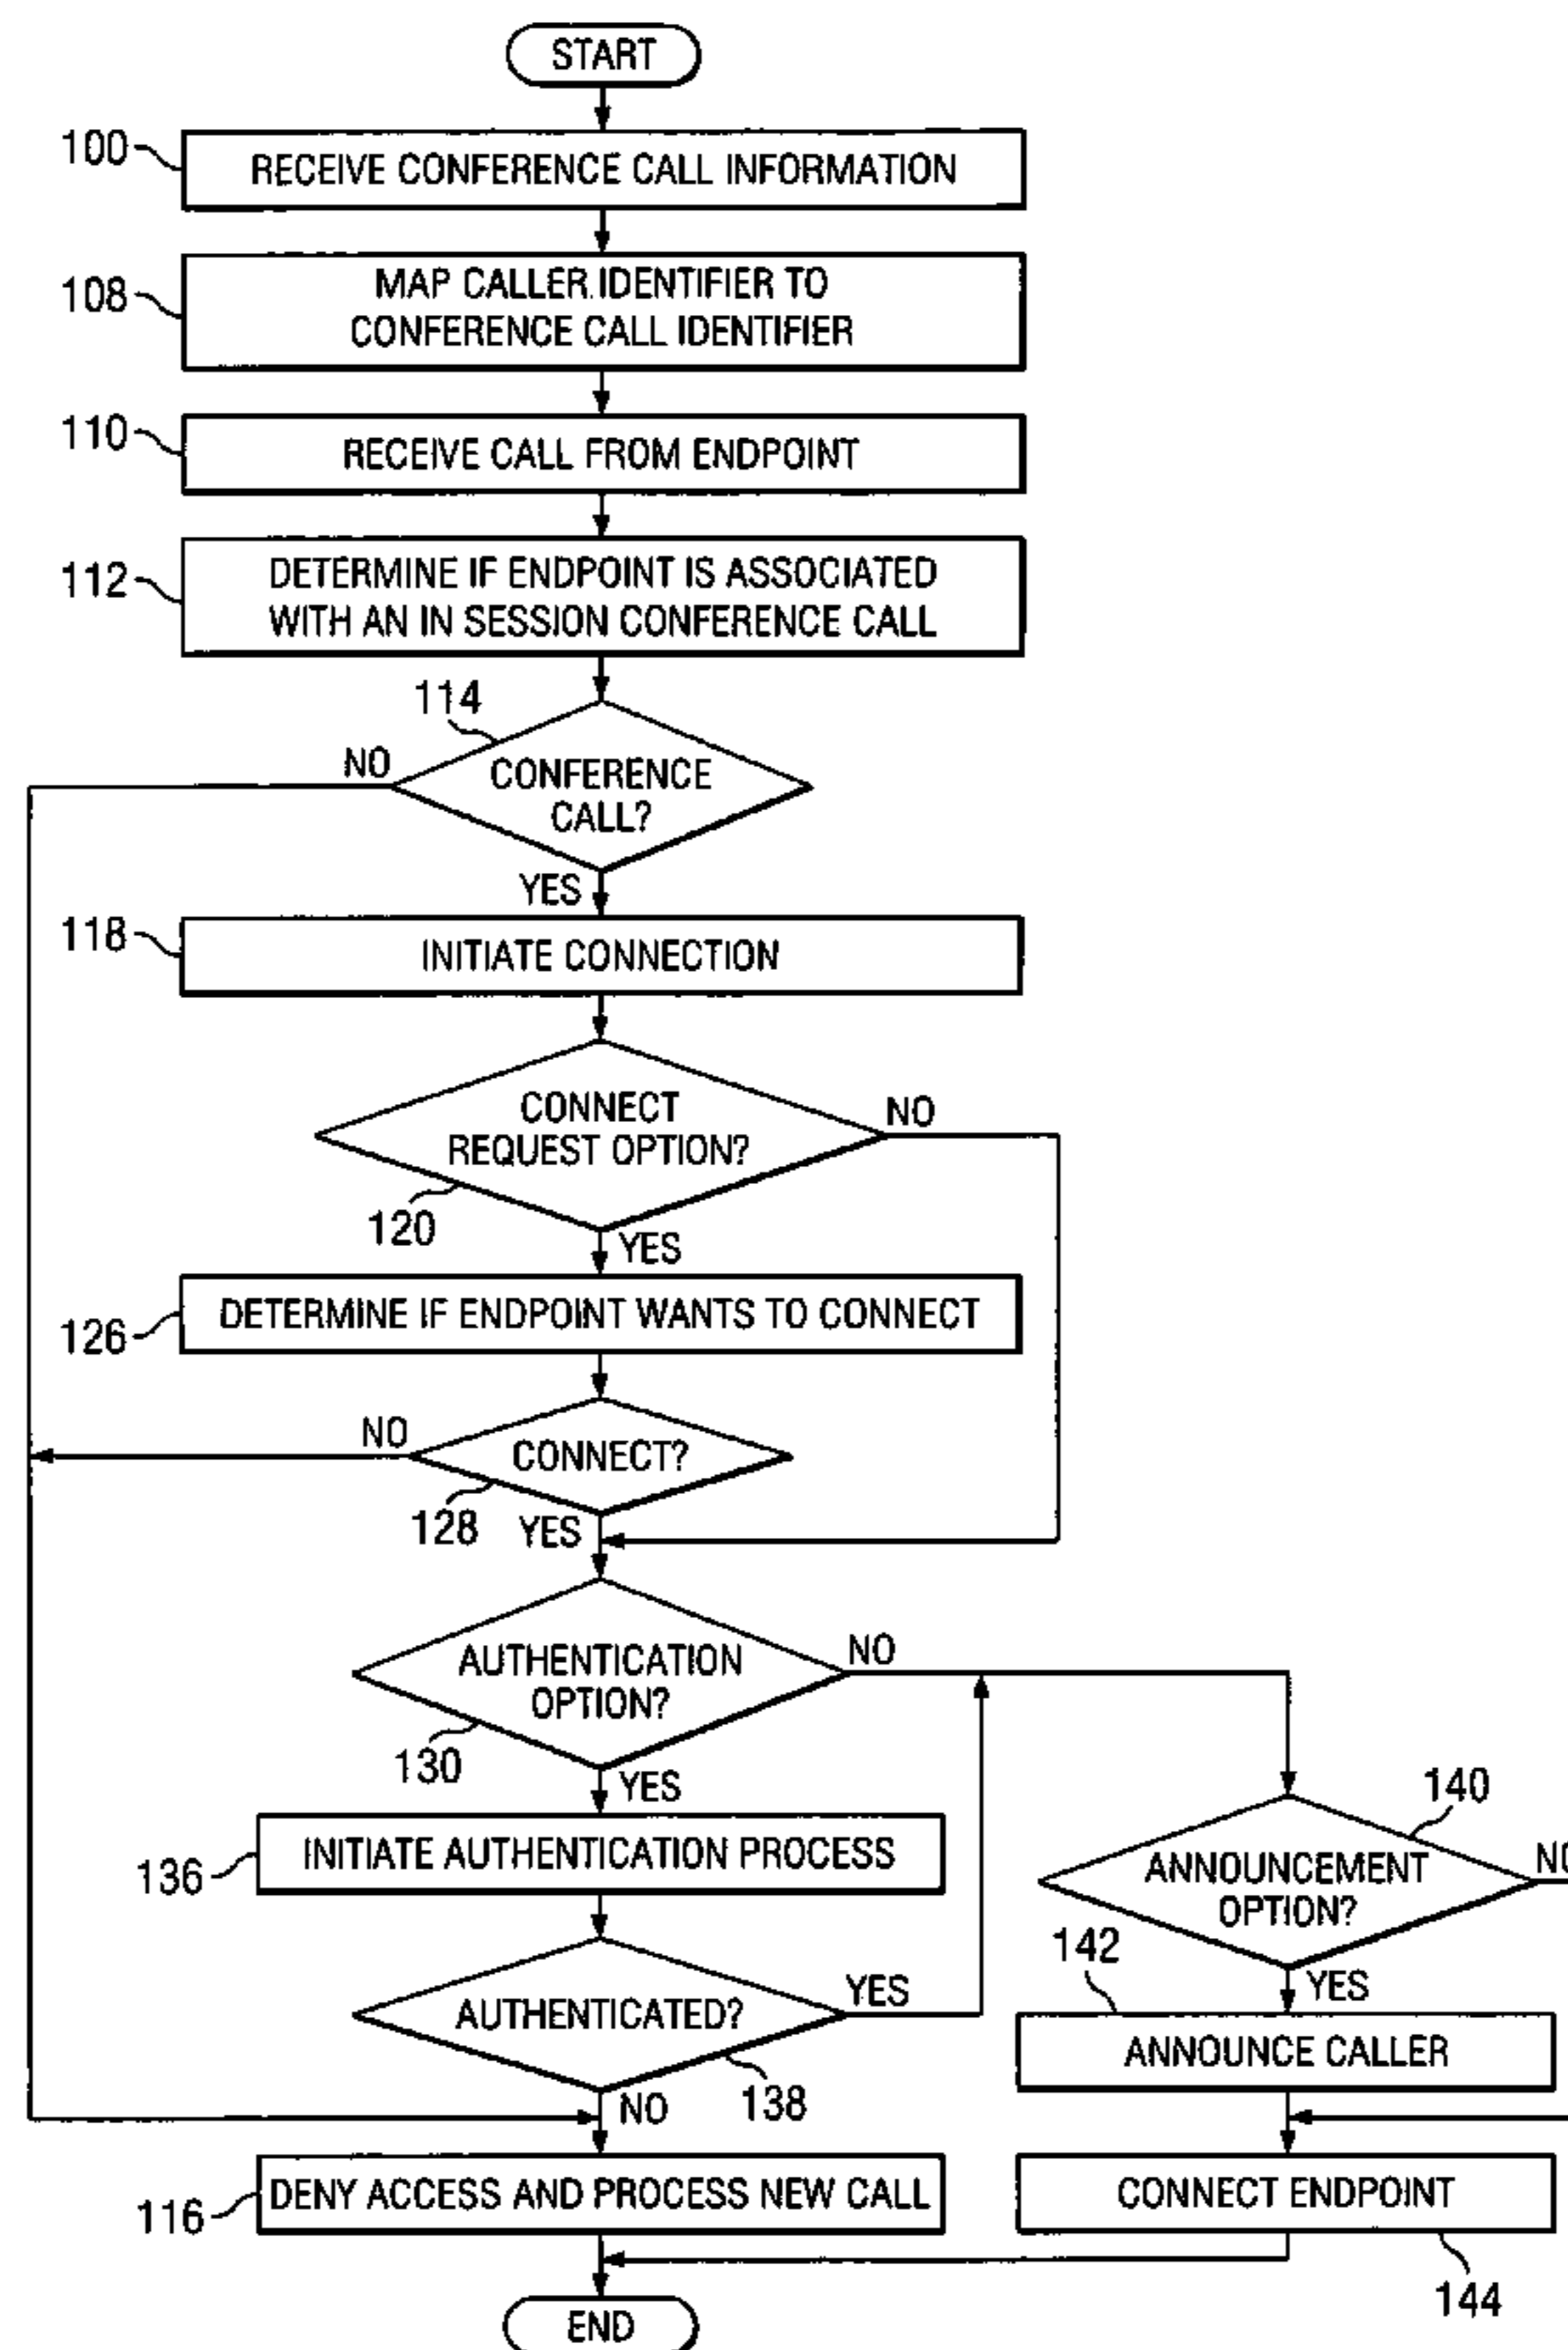 START
100
RECEIVE CONFERENCE CALL INFORMATION
108
MAP CALLER IDENTIFIER TO
CONFERENCE CALL IDENTIFIER
110
RECEIVE CALL FROM ENDPOINT
112
DETERMINE IF ENDPOINT IS ASSOCIATED
WITH AN IN SESSION CONFERENCE CALL
114
NO
CONFERENCE
CALL?
YES
118
INITIATE CONNECTION
CONNECT
REQUEST OPTION?
NO
120
YES
126
DETERMINE IF ENDPOINT WANTS TO CONNECT
NO
CONNECT?
128
YES
AUTHENTICATION
OPTION?
NO
130
YES
136
INITIATE AUTHENTICATION PROCESS
140
ANNOUNCEMENT
OPTION?
NO
142
YES
AUTHENTICATED?
YES
138
NO
ANNOUNCE CALLER
116
DENY ACCESS AND PROCESS NEW CALL
CONNECT ENDPOINT
144
END